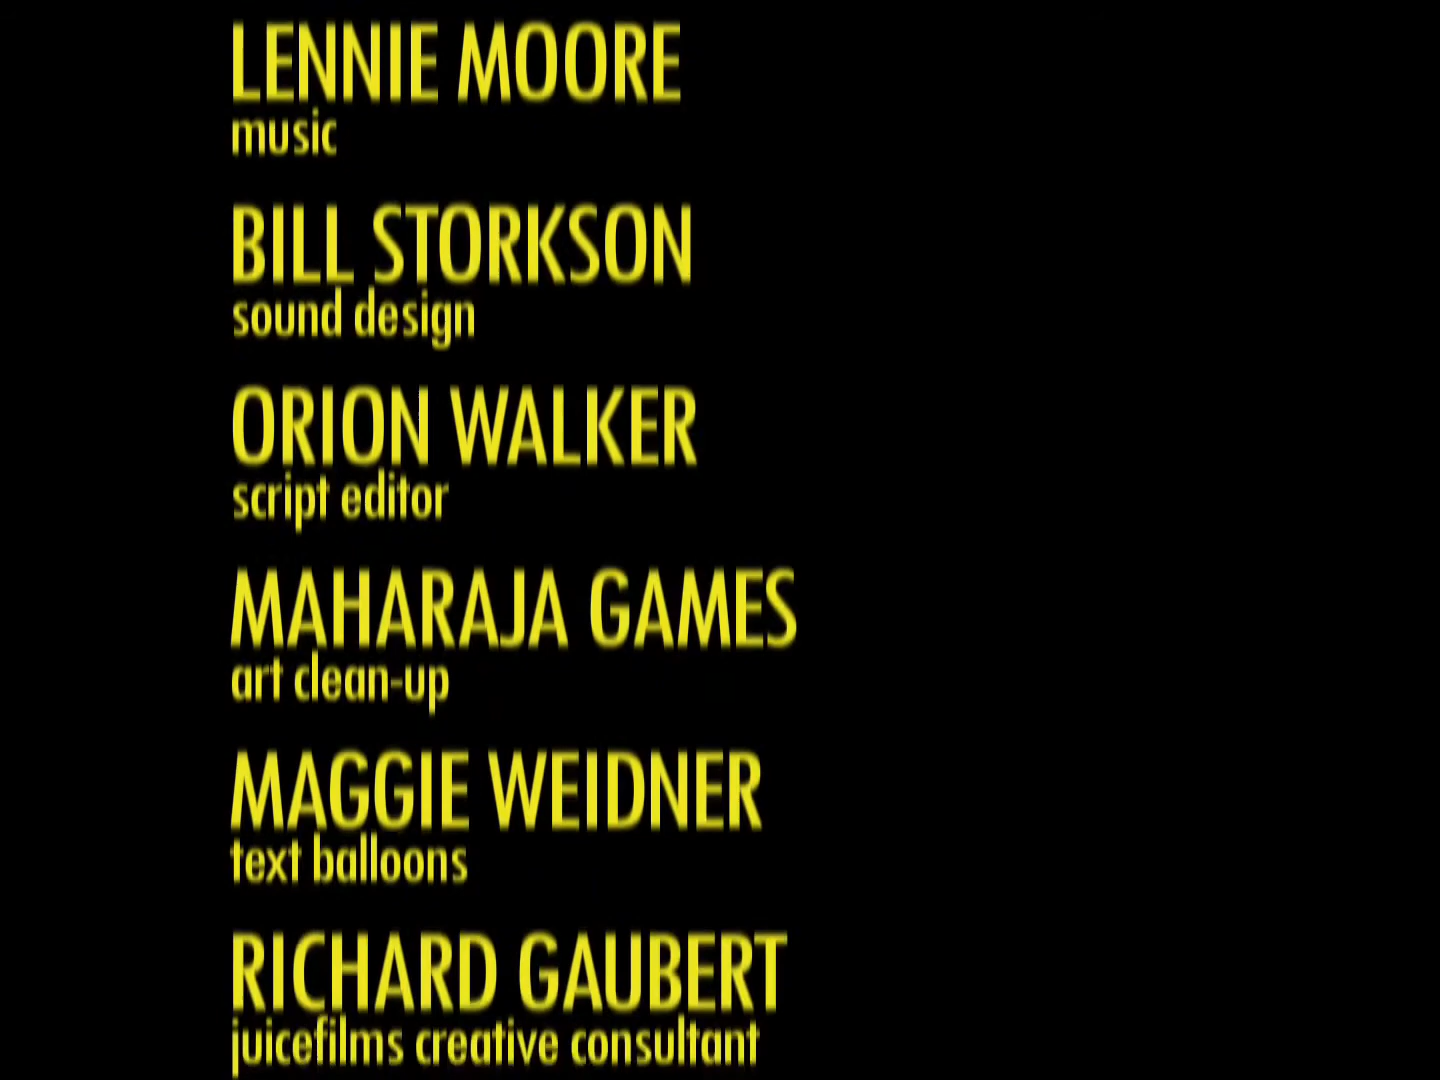 LENNIE MOORE
music
BILL STORKSON
sound design
ORION WALKER
script editor
MAHARAJA GAMES
art clean-up
MAGGIE WEIDNER
text balloons
RICHARD GAUBERT
juicefilms creative consultant